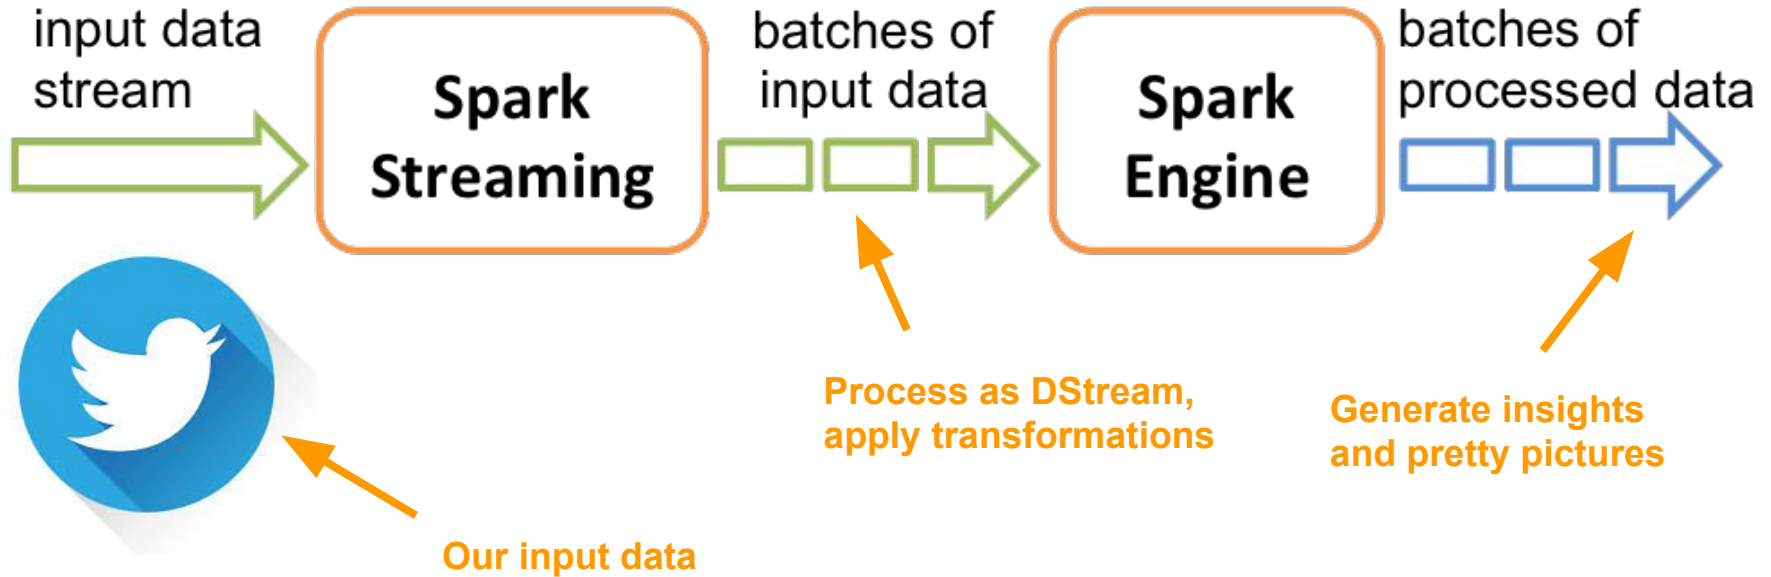 input data
stream
Spark
Streaming
batches of
input data
Spark
Engine
batches of
processed data
Process as DStream,
apply transformations
Generate insights
and pretty pictures
Our input data